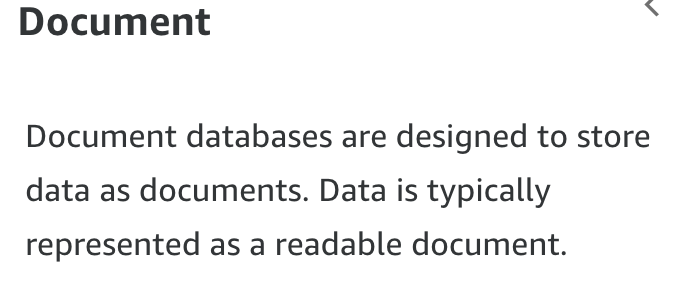 Document
Document databases are designed to store
data as documents. Data is typically
represented as a readable document.